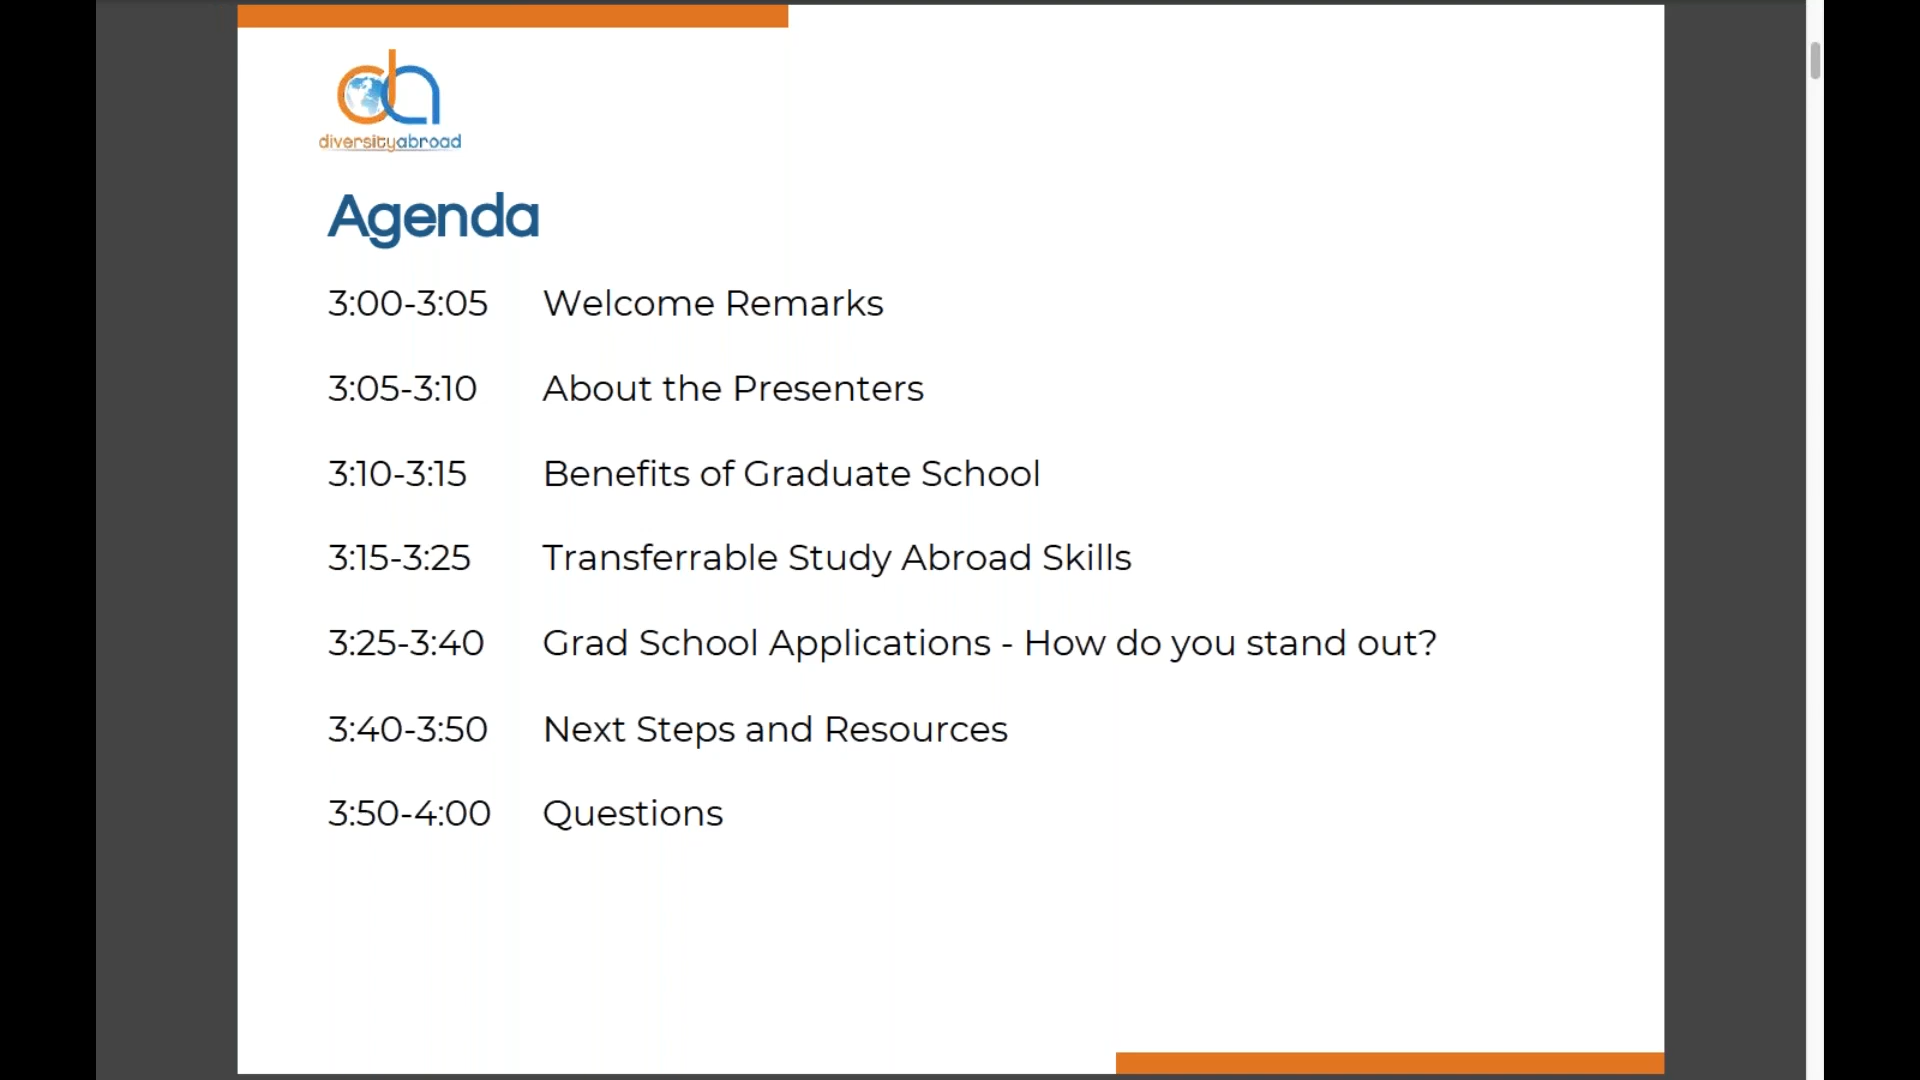 diversityabroad
Agenda
3:00-3:05 Welcome Remarks
3:05-3:10 About the Presenters
3:10-3:15 Benefits of Graduate School
3:15-3:25 Transferrable Study Abroad Skills
3:25-3:40 Grad School Applications - How do you stand out?
3:40-3:50 Next Steps and Resources
3:50-4:00 Questions